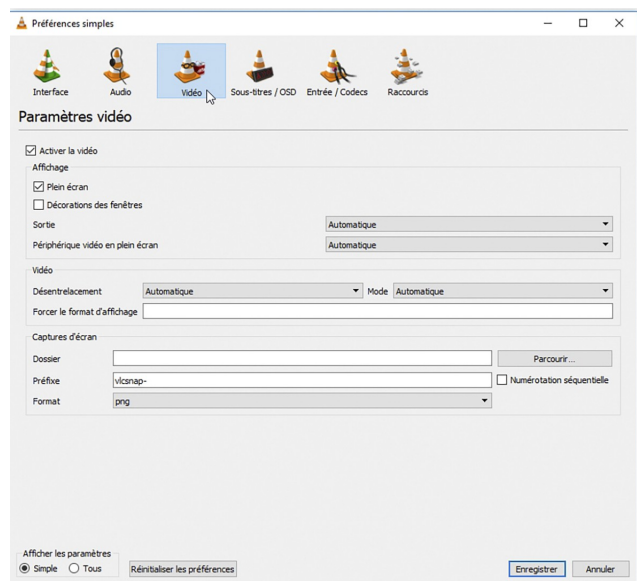 Préférences simples
Interface Audio Vidéo Sous-titres / OSD Entrée / Codecs Raccourcis
Paramètres vidéo
Activer la vidéo
Affichage
Plein écran
Décorations des fenêtres
Sortie Automatique
Périphérique vidéo en plein écran Automatique
Vidéo
Désentrelacement Automatique Mode Automatique
Forcer le format d'affichage
Captures d'écran
Dossier Parcourir...
Préfixe vlcsnap- Numérotation séquentielle
Format png
Afficher les paramètres
Simple Tous Réinitialiser les préférences Enregistrer Annuler